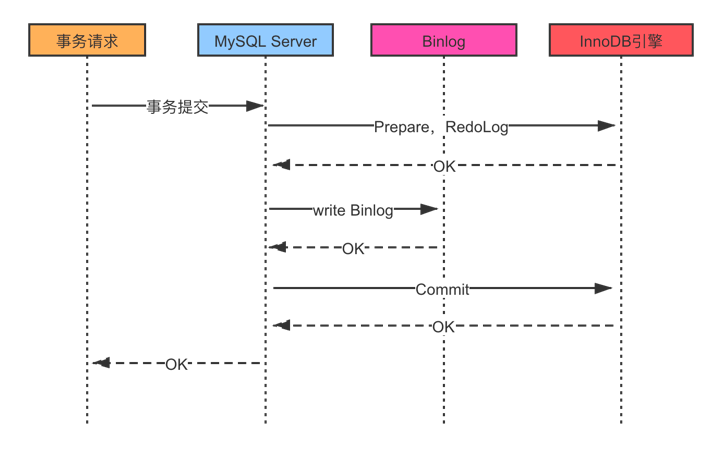 事务请求
MySQL Server
Binlog
InnoDB引擎
事务提交
Prepare，RedoLog
OK
write Binlog
OK
Commit
OK
OK